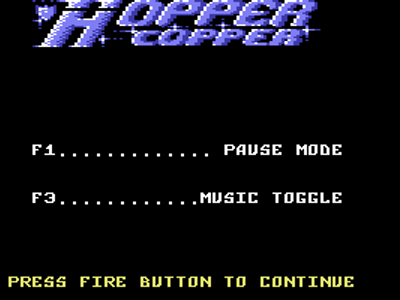 HOPPER
COPPER
F1............. PAUSE MODE
F3............MUSIC TOGGLE
PRESS FIRE BUTTON TO CONTINUE